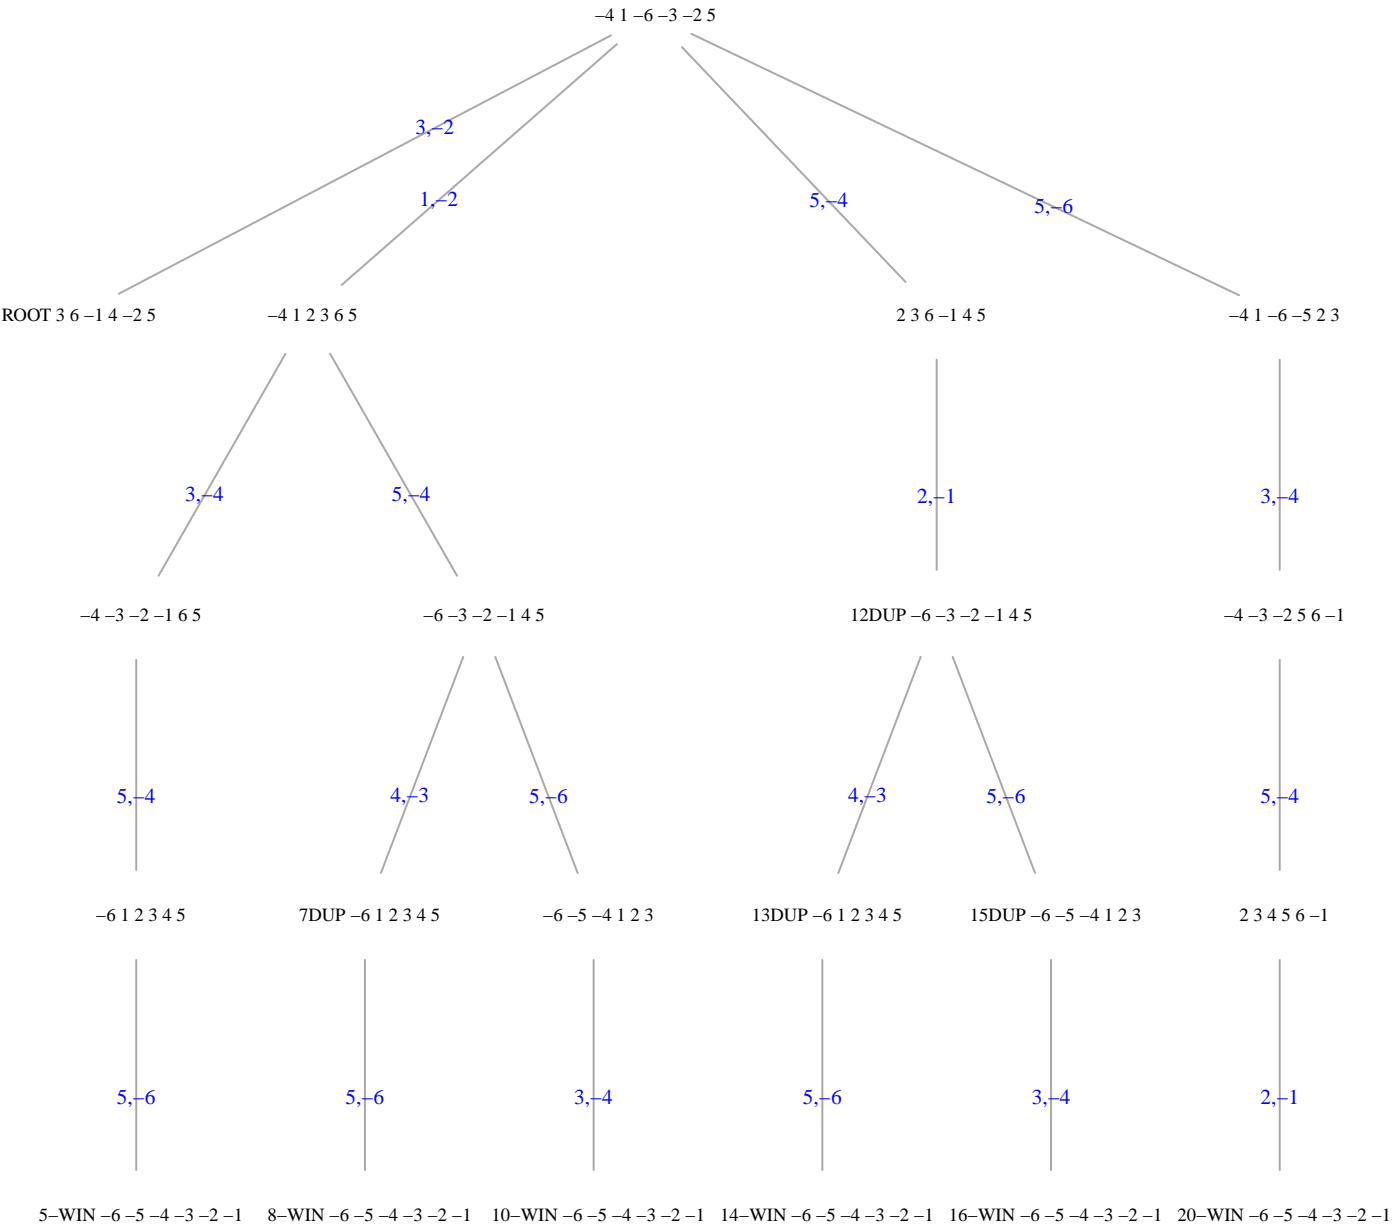 –4 1 –6 –3 –2 5
3,–2
1,–2
5,–4
5,–6
ROOT 3 6 –1 4 –2 5
–4 1 2 3 6 5
2 3 6 –1 4 5
–4 1 –6 –5 2 3
3,–4
5,–4
2,–1
3,–4
–4 –3 –2 –1 6 5
–6 –3 –2 –1 4 5
12DUP –6 –3 –2 –1 4 5
–4 –3 –2 5 6 –1
5,–4
4,–3
5,–6
4,–3
5,–6
5,–4
–6 1 2 3 4 5
7DUP –6 1 2 3 4 5
–6 –5 –4 1 2 3
13DUP –6 1 2 3 4 5
15DUP –6 –5 –4 1 2 3
2 3 4 5 6 –1
5,–6
5,–6
3,–4
5,–6
3,–4
2,–1
5–WIN –6 –5 –4 –3 –2 –1
8–WIN –6 –5 –4 –3 –2 –1
10–WIN –6 –5 –4 –3 –2 –1
14–WIN –6 –5 –4 –3 –2 –1
16–WIN –6 –5 –4 –3 –2 –1
20–WIN –6 –5 –4 –3 –2 –1